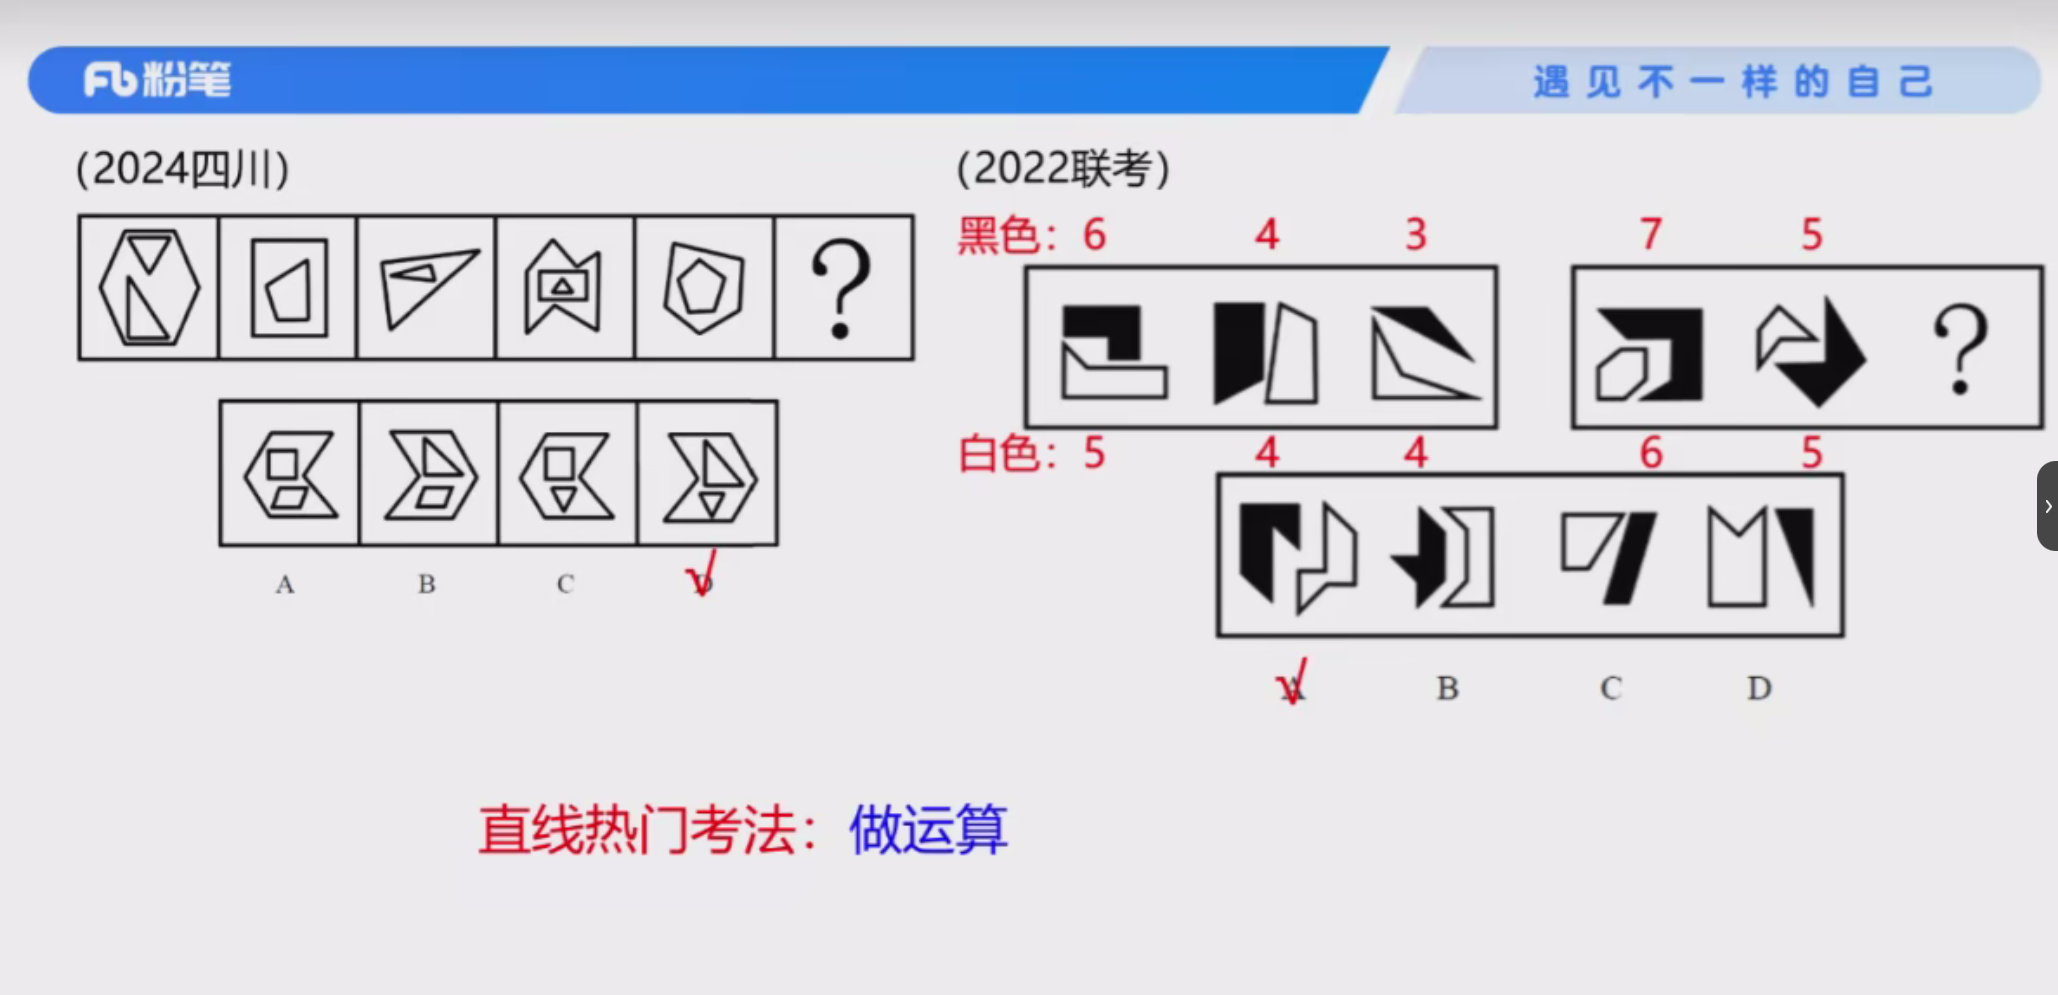 Fb粉笔
遇见不一样的自己
(2024四川)
?
A B C D
√
(2022联考)
黑色：6 4 3 7 5
?
白色：5 4 4 6 5
A B C D
√
直线热门考法：做运算